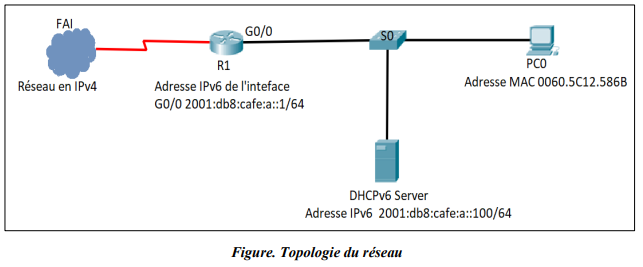 FAI
Réseau en IPv4
G0/0
R1
Adresse IPv6 de l'inteface
G0/0 2001:db8:cafe:a::1/64
S0
PC0
Adresse MAC 0060.5C12.586B
DHCPv6 Server
Adresse IPv6 2001:db8:cafe:a::100/64
Figure. Topologie du réseau